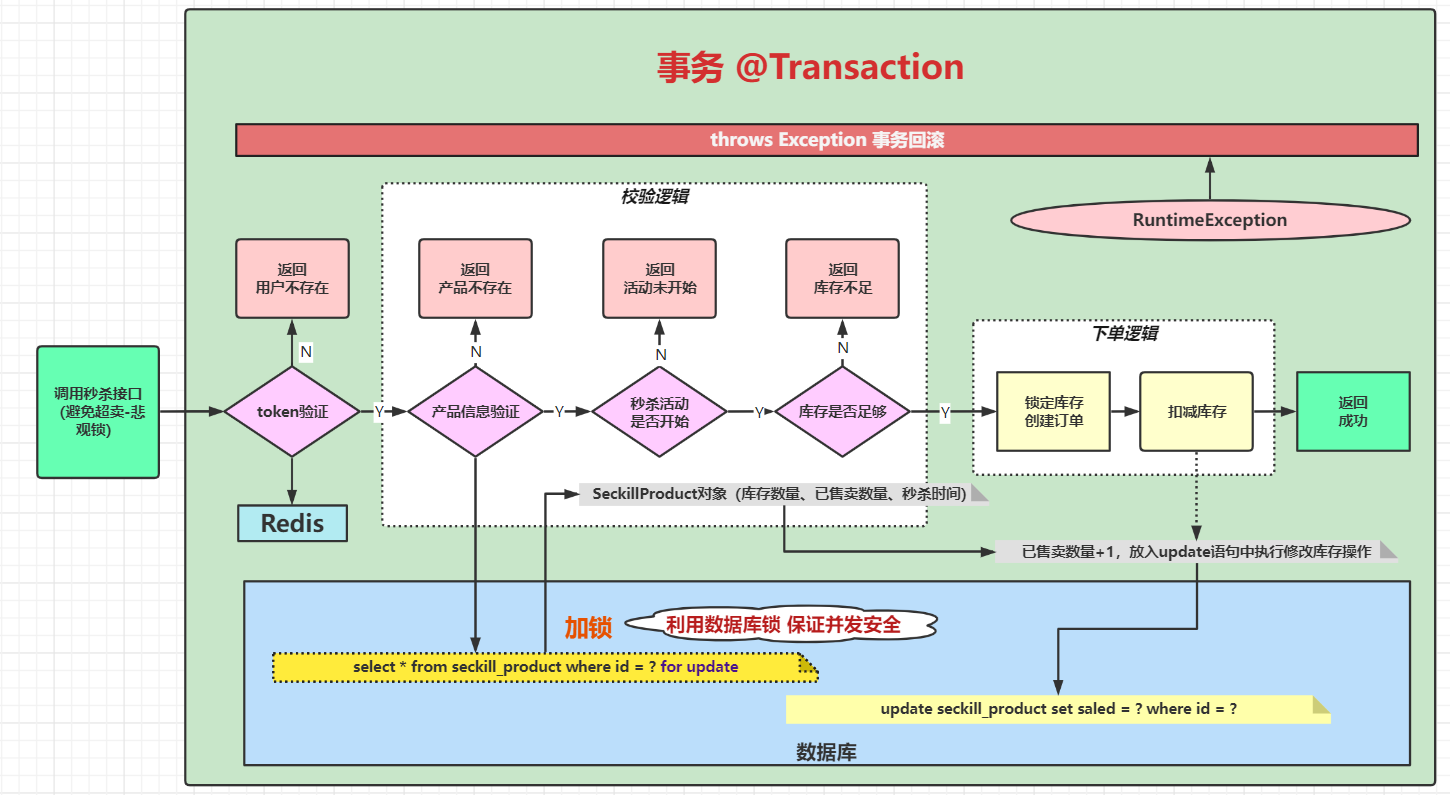 事务 @Transaction
throws Exception 事务回滚
RuntimeException
校验逻辑
返回
用户不存在
返回
产品不存在
返回
活动未开始
返回
库存不足
N
N
N
N
下单逻辑
调用秒杀接口
（避免超卖-悲
观锁)
token验证
Y
产品信息验证
Y
秒杀活动
是否开始
Y
库存是否足够
Y
锁定库存
创建订单
扣减库存
返回
成功
Redis
SeckillProduct对象（库存数量、已售卖数量、秒杀时间)
已售卖数量+1，放入update语句中执行修改库存操作
加锁
利用数据库锁 保证并发安全
select * from seckill_product where id = ? for update
update seckill_product set saled = ? where id = ?
数据库